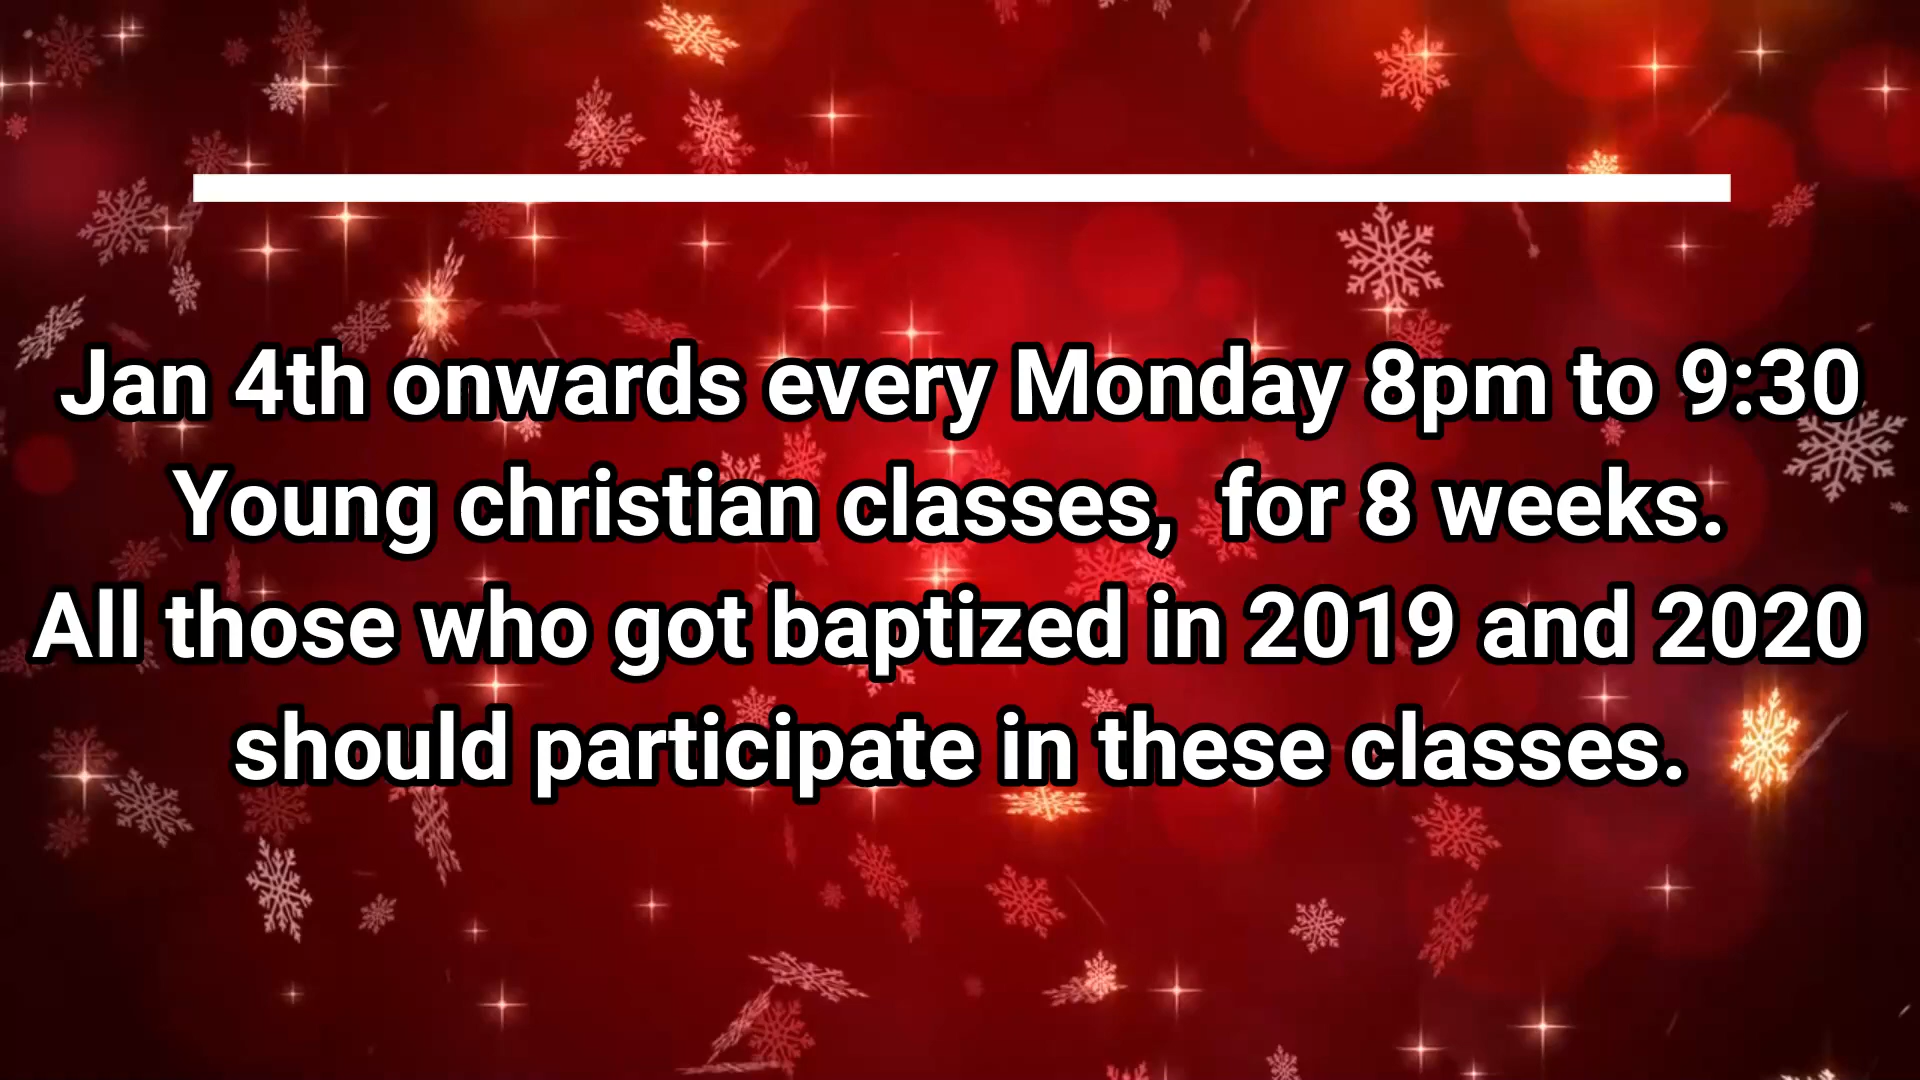 Jan 4th onwards every Monday 8pm to 9:30
Young christian classes,  for 8 weeks.
All those who got baptized in 2019 and 2020
should participate in these classes.